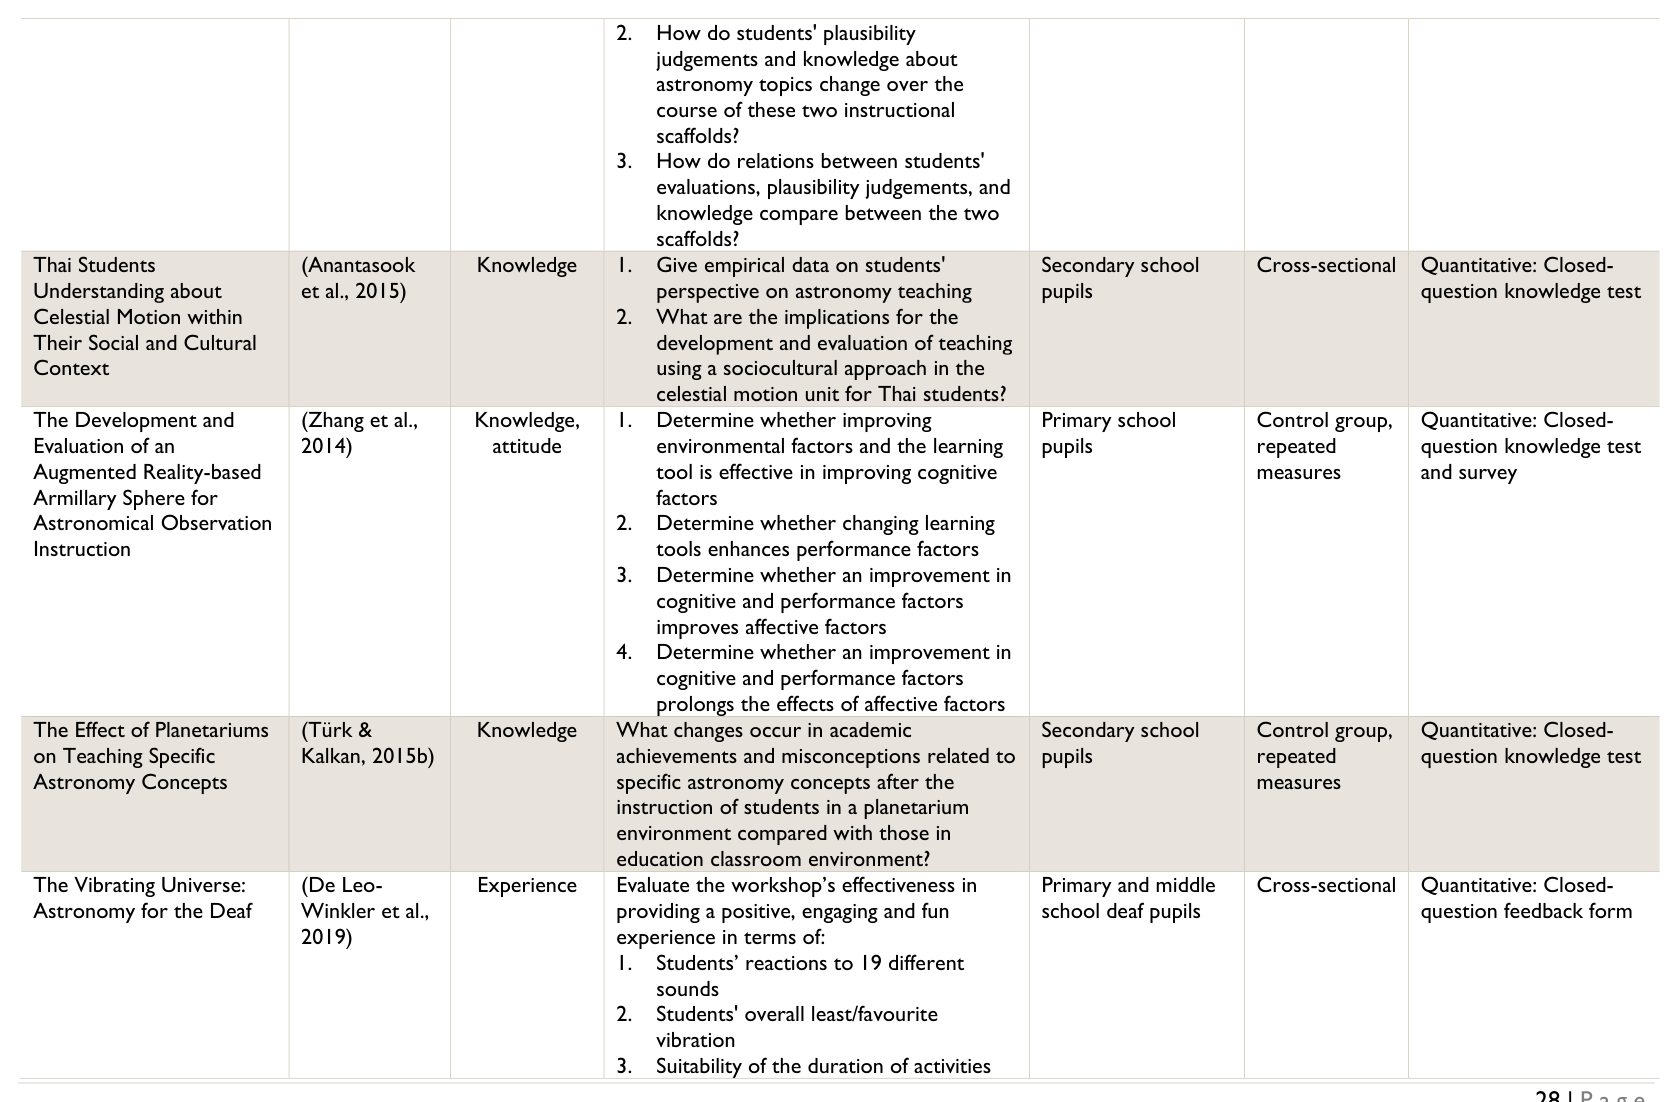 2. How do students' plausibility
judgements and knowledge about
astronomy topics change over the
course of these two instructional
scaffolds?
3. How do relations between students'
evaluations, plausibility judgements, and
knowledge compare between the two
scaffolds?
Thai Students
Understanding about
Celestial Motion within
Their Social and Cultural
Context
(Anantasook
et al., 2015)
Knowledge
1. Give empirical data on students'
perspective on astronomy teaching
2. What are the implications for the
development and evaluation of teaching
using a sociocultural approach in the
celestial motion unit for Thai students?
Secondary school
pupils
Cross-sectional
Quantitative: Closed-
question knowledge test
The Development and
Evaluation of an
Augmented Reality-based
Armillary Sphere for
Astronomical Observation
Instruction
(Zhang et al.,
2014)
Knowledge,
attitude
1. Determine whether improving
environmental factors and the learning
tool is effective in improving cognitive
factors
2. Determine whether changing learning
tools enhances performance factors
3. Determine whether an improvement in
cognitive and performance factors
improves affective factors
4. Determine whether an improvement in
cognitive and performance factors
prolongs the effects of affective factors
Primary school
pupils
Control group,
repeated
measures
Quantitative: Closed-
question knowledge test
and survey
The Effect of Planetariums
on Teaching Specific
Astronomy Concepts
(Türk &
Kalkan, 2015b)
Knowledge
What changes occur in academic
achievements and misconceptions related to
specific astronomy concepts after the
instruction of students in a planetarium
environment compared with those in
education classroom environment?
Secondary school
pupils
Control group,
repeated
measures
Quantitative: Closed-
question knowledge test
The Vibrating Universe:
Astronomy for the Deaf
(De Leo-
Winkler et al.,
2019)
Experience
Evaluate the workshop’s effectiveness in
providing a positive, engaging and fun
experience in terms of:
1. Students’ reactions to 19 different
sounds
2. Students' overall least/favourite
vibration
3. Suitability of the duration of activities
Primary and middle
school deaf pupils
Cross-sectional
Quantitative: Closed-
question feedback form
28 | Page